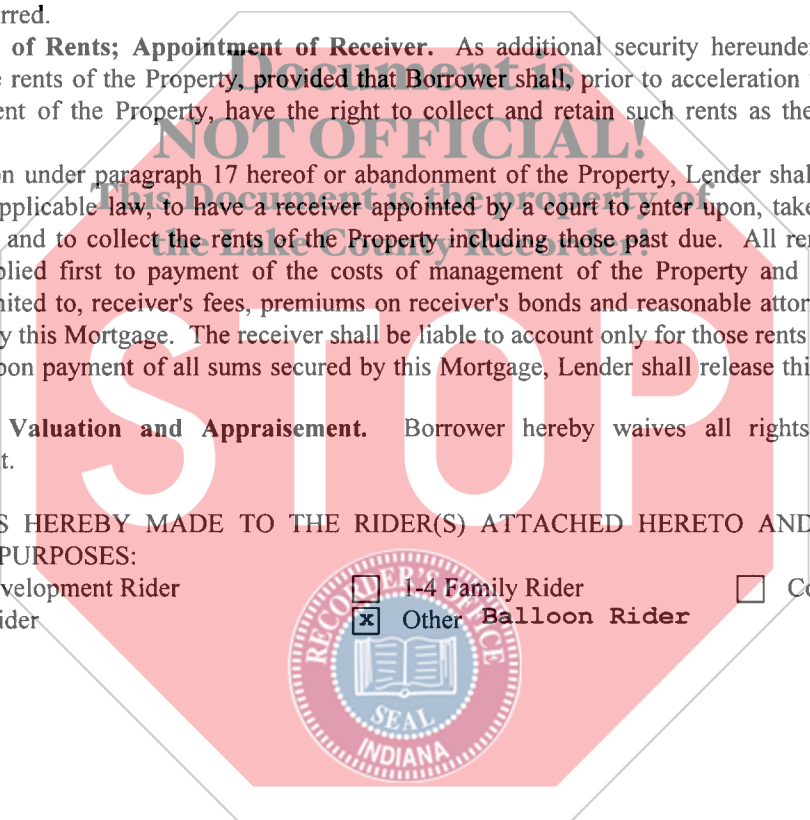 rred.
of Rents; Appointment of Receiver. As additional security hereunde
e rents of the Property, provided that Borrower shall, prior to acceleration
ent of the Property, have the right to collect and retain such rents as the
on under paragraph 17 hereof or abandonment of the Property, Lender shal
pplicable law, to have a receiver appointed by a court to enter upon, take
and to collect the rents of the Property including those past due. All re
plied first to payment of the costs of management of the Property and
nited to, receiver's fees, premiums on receiver's bonds and reasonable attor
y this Mortgage. The receiver shall be liable to account only for those rents
pon payment of all sums secured by this Mortgage, Lender shall release thi
Valuation and Appraisement. Borrower hereby waives all rights
t.
S HEREBY MADE TO THE RIDER(S) ATTACHED HERETO AND
PURPOSES:
velopment Rider 1-4 Family Rider Co
ider x Other Balloon Rider
Document is
NOT OFFICIAL!
This Document is the property of
the Lake County Recorder!
STOP
RECORDER'S OFFICE
SEAL
INDIANA